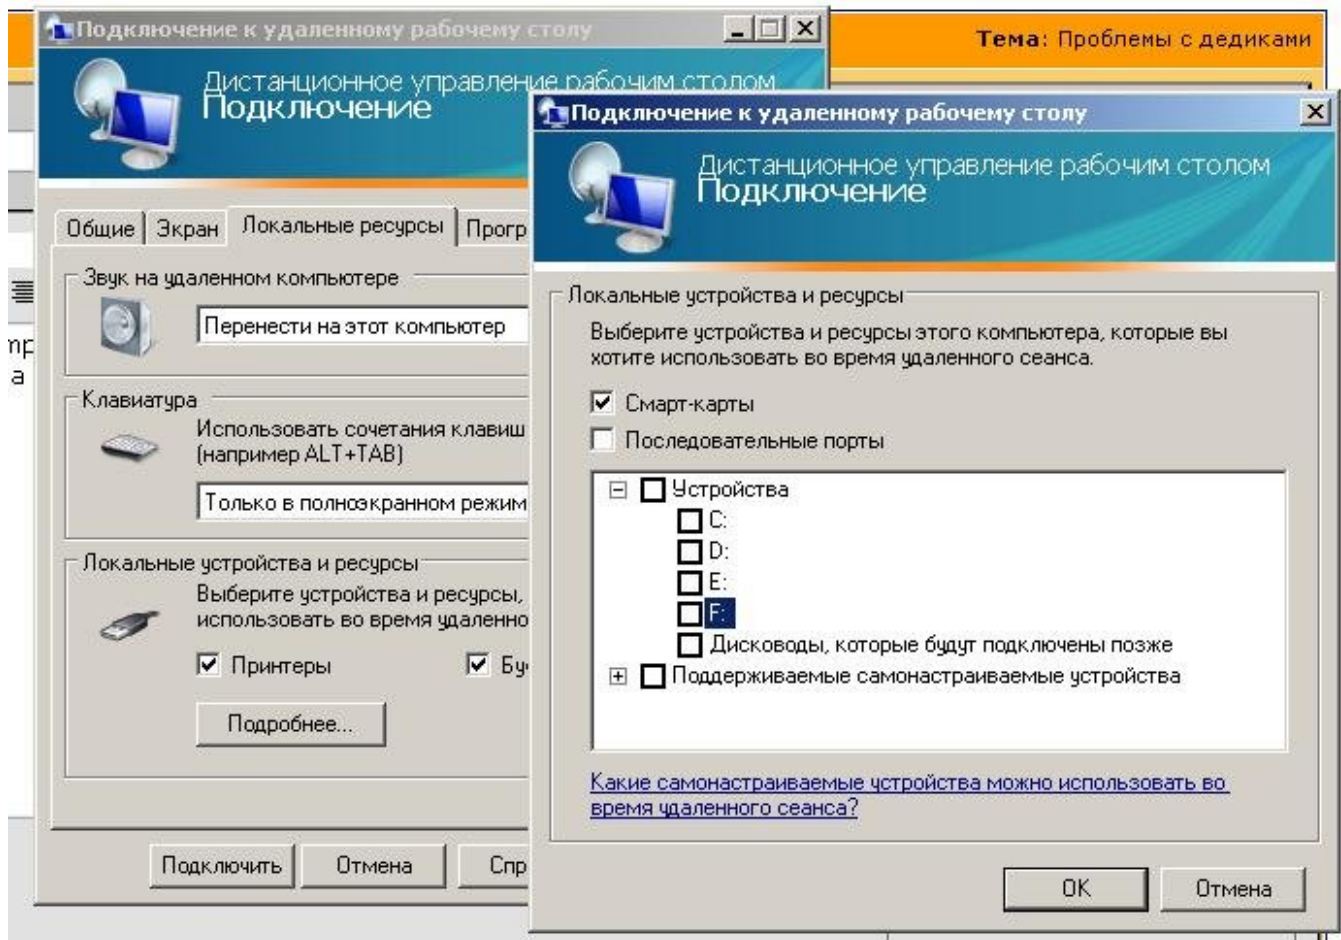 Подключение к удаленному рабочему столу
Тема: Проблемы с дедиками
Дистанционное управление рабочим столом
Подключение
Общие
Экран
Локальные ресурсы
Прогр
Звук на удаленном компьютере
Перенести на этот компьютер
Клавиатура
Использовать сочетания клавиш
(например ALT+TAB)
Только в полноэкранном режим
Локальные устройства и ресурсы
Выберите устройства и ресурсы,
использовать во время удаленно
Принтеры
Бу
Подробнее...
Подключить
Отмена
Спр
Подключение к удаленному рабочему столу
Дистанционное управление рабочим столом
Подключение
Локальные устройства и ресурсы
Выберите устройства и ресурсы этого компьютера, которые вы
хотите использовать во время удаленного сеанса.
Смарт-карты
Последовательные порты
Устройства
C:
D:
E:
F:
Дисководы, которые будут подключены позже
Поддерживаемые самонастраиваемые устройства
Какие самонастраиваемые устройства можно использовать во
время удаленного сеанса?
OK
Отмена